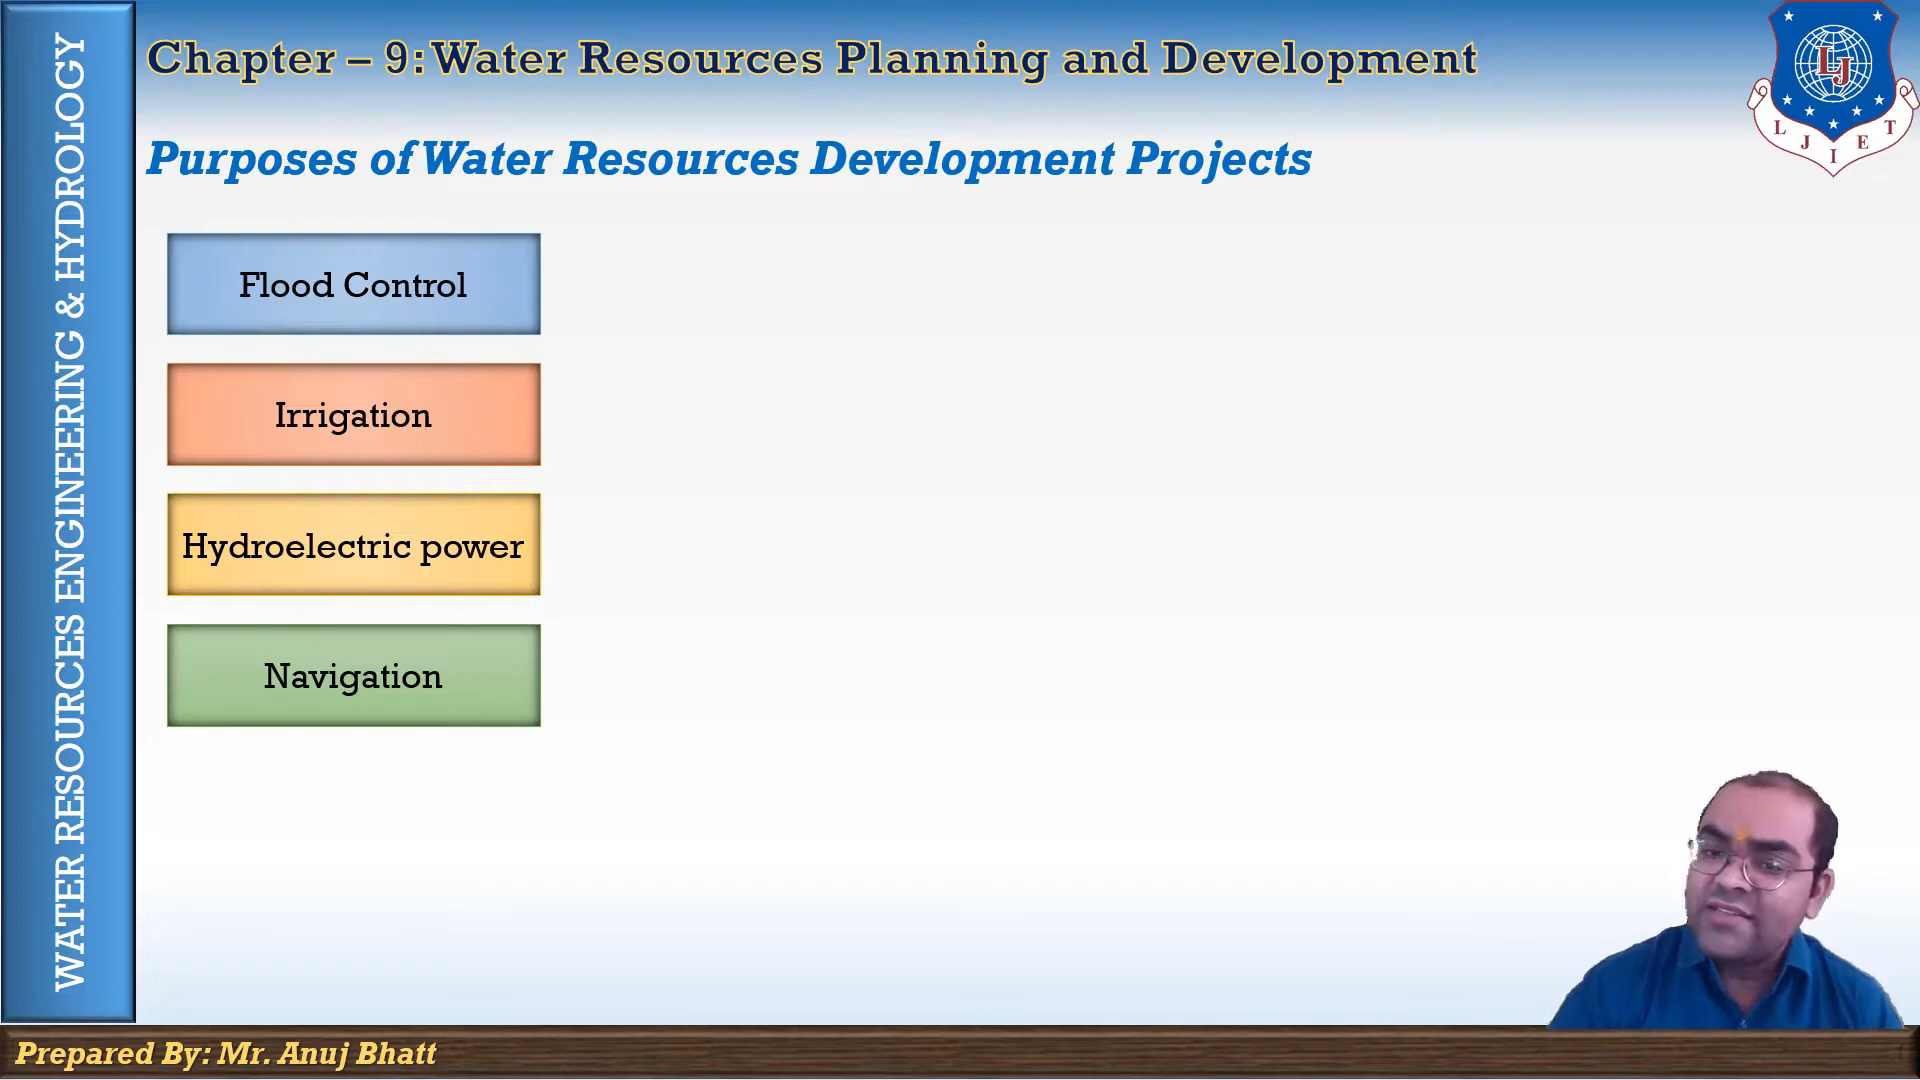 WATER RESOURCES ENGINEERING & HYDROLOGY
Chapter – 9: Water Resources Planning and Development
LJ
L J I E T
Purposes of Water Resources Development Projects
Flood Control
Irrigation
Hydroelectric power
Navigation
Prepared By: Mr. Anuj Bhatt